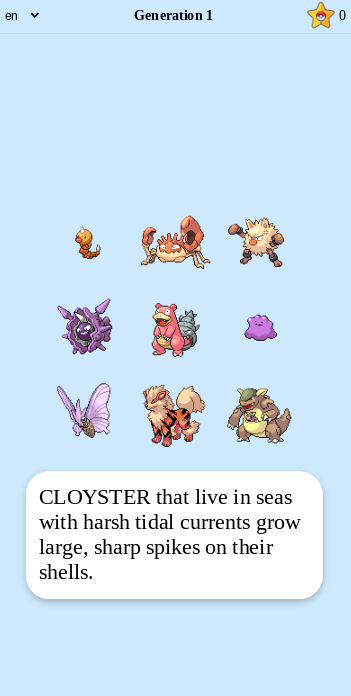 en Generation 1 0
CLOYSTER that live in seas
with harsh tidal currents grow
large, sharp spikes on their
shells.